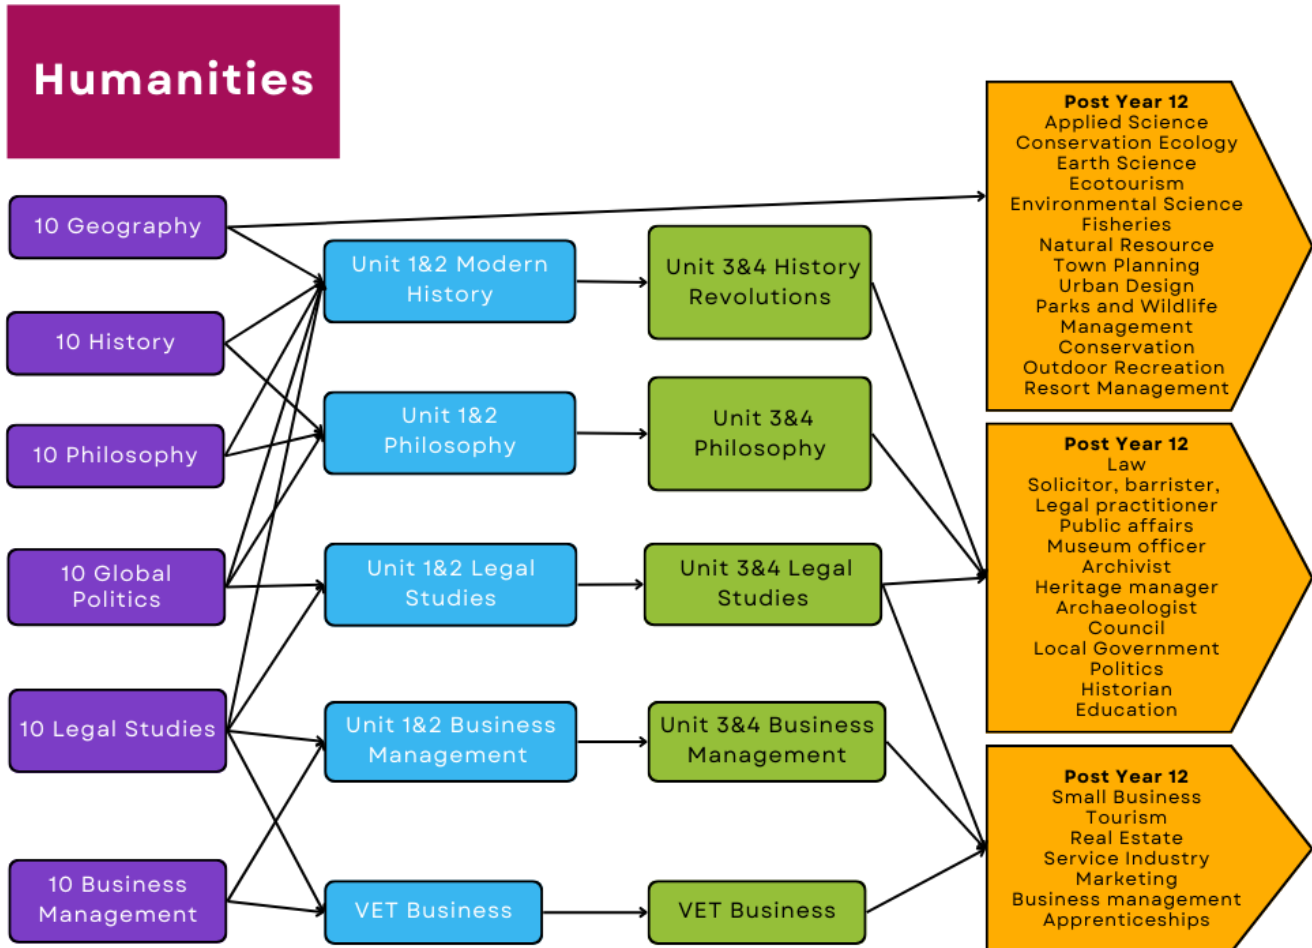 Humanities
10 Geography
10 History
10 Philosophy
10 Global
Politics
10 Legal Studies
10 Business
Management
Unit 1&2 Modern
History
Unit 1&2
Philosophy
Unit 1&2 Legal
Studies
Unit 1&2 Business
Management
VET Business
Unit 3&4 History
Revolutions
Unit 3&4
Philosophy
Unit 3&4 Legal
Studies
Unit 3&4 Business
Management
VET Business
Post Year 12
Applied Science
Conservation Ecology
Earth Science
Ecotourism
Environmental Science
Fisheries
Natural Resource
Town Planning
Urban Design
Parks and Wildlife
Management
Conservation
Outdoor Recreation
Resort Management
Post Year 12
Law
Solicitor, barrister,
Legal practitioner
Public affairs
Museum officer
Archivist
Heritage manager
Archaeologist
Council
Local Government
Politics
Historian
Education
Post Year 12
Small Business
Tourism
Real Estate
Service Industry
Marketing
Business management
Apprenticeships